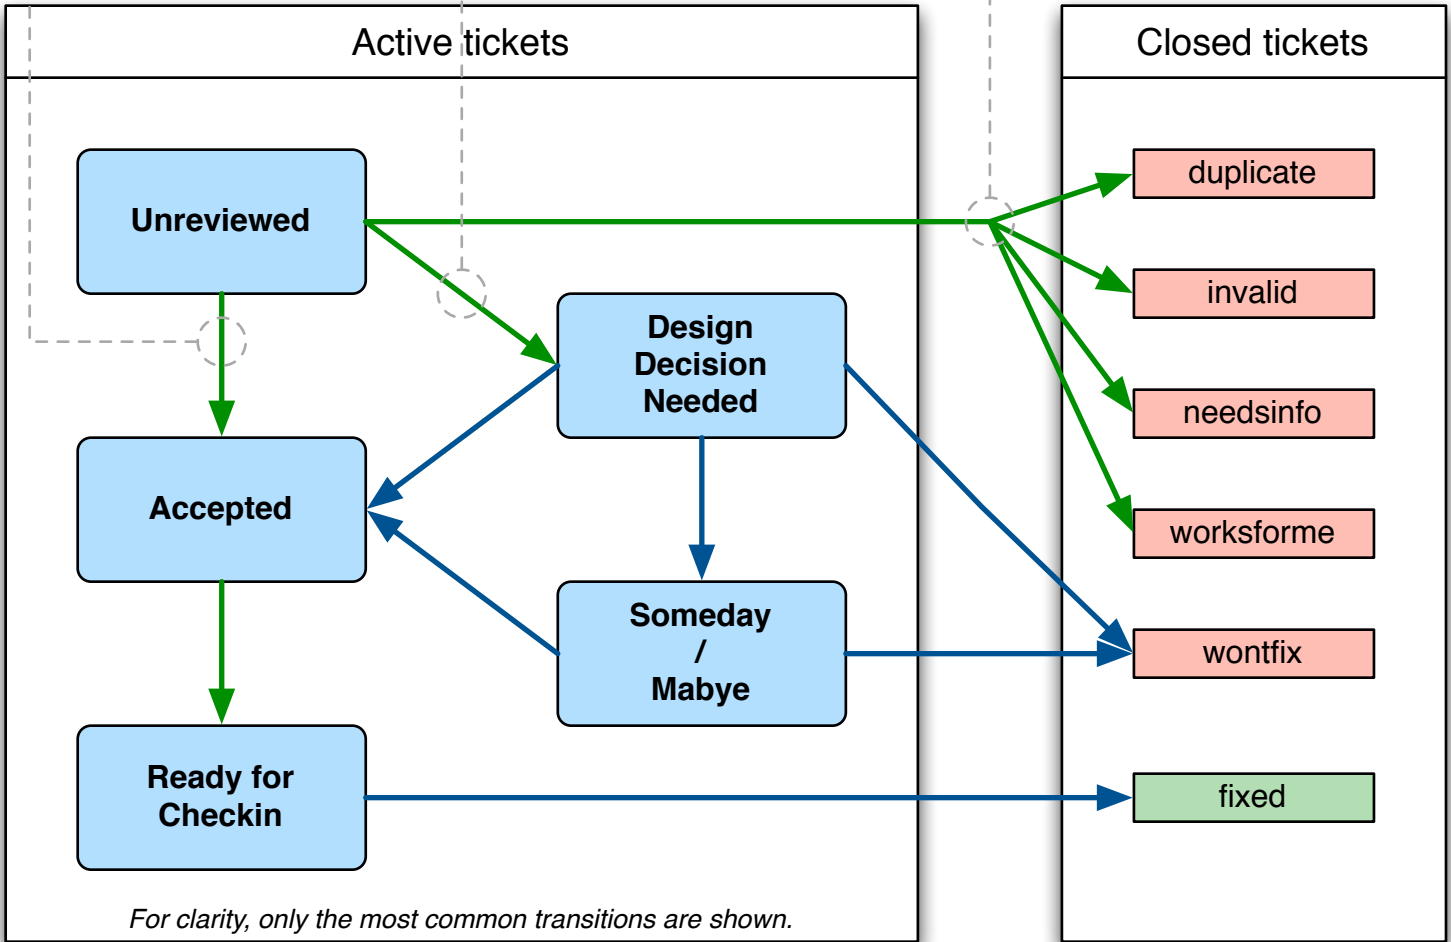 Active tickets
Closed tickets
Unreviewed
duplicate
invalid
Design
Decision
Needed
needsinfo
Accepted
worksforme
Someday
/
Mabye
wontfix
Ready for
Checkin
fixed
For clarity, only the most common transitions are shown.